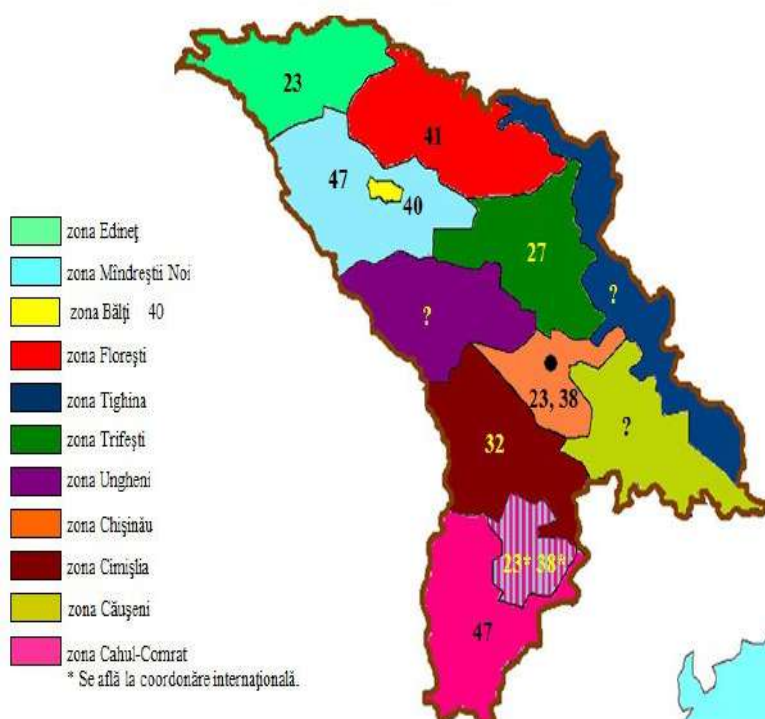 23
41
47
40
27
?
?
23, 38
?
32
23* 38*
47
zona Edineţ
zona Mîndreştii Noi
zona Bălţi 40
zona Floreşti
zona Tighina
zona Trifeşti
zona Ungheni
zona Chişinău
zona Cimişlia
zona Căuşeni
zona Cahul-Comrat
* Se află la coordonăre internaţională.